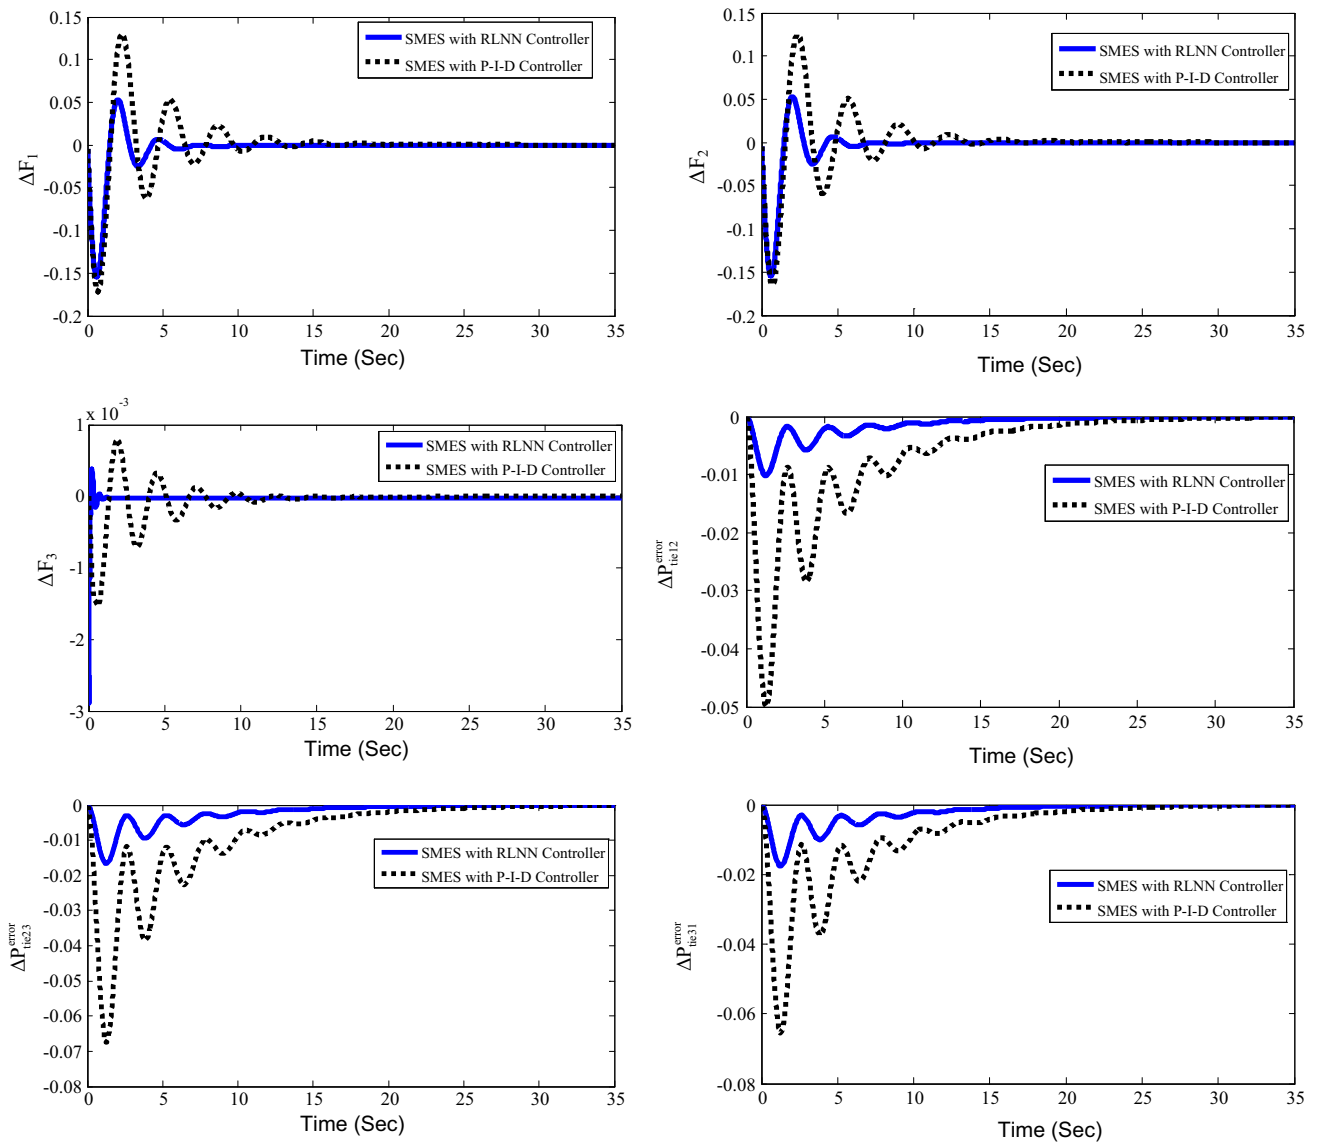 0.15
0.1
0.05
0
-0.05
-0.1
-0.15
-0.2
ΔF1
SMES with RLNN Controller
SMES with P-I-D Controller
0 5 10 15 20 25 30 35
Time (Sec)
0.15
0.1
0.05
0
-0.05
-0.1
-0.15
-0.2
ΔF2
SMES with RLNN Controller
SMES with P-I-D Controller
0 5 10 15 20 25 30 35
Time (Sec)
x 10-3
1
0
-1
-2
-3
ΔF3
SMES with RLNN Controller
SMES with P-I-D Controller
0 5 10 15 20 25 30 35
Time (Sec)
0
-0.01
-0.02
-0.03
-0.04
-0.05
ΔPerror tie12
SMES with RLNN Controller
SMES with P-I-D Controller
0 5 10 15 20 25 30 35
Time (Sec)
0
-0.01
-0.02
-0.03
-0.04
-0.05
-0.06
-0.07
-0.08
ΔPerror tie23
SMES with RLNN Controller
SMES with P-I-D Controller
0 5 10 15 20 25 30 35
Time (Sec)
0
-0.02
-0.04
-0.06
-0.08
ΔPerror tie31
SMES with RLNN Controller
SMES with P-I-D Controller
0 5 10 15 20 25 30 35
Time (Sec)